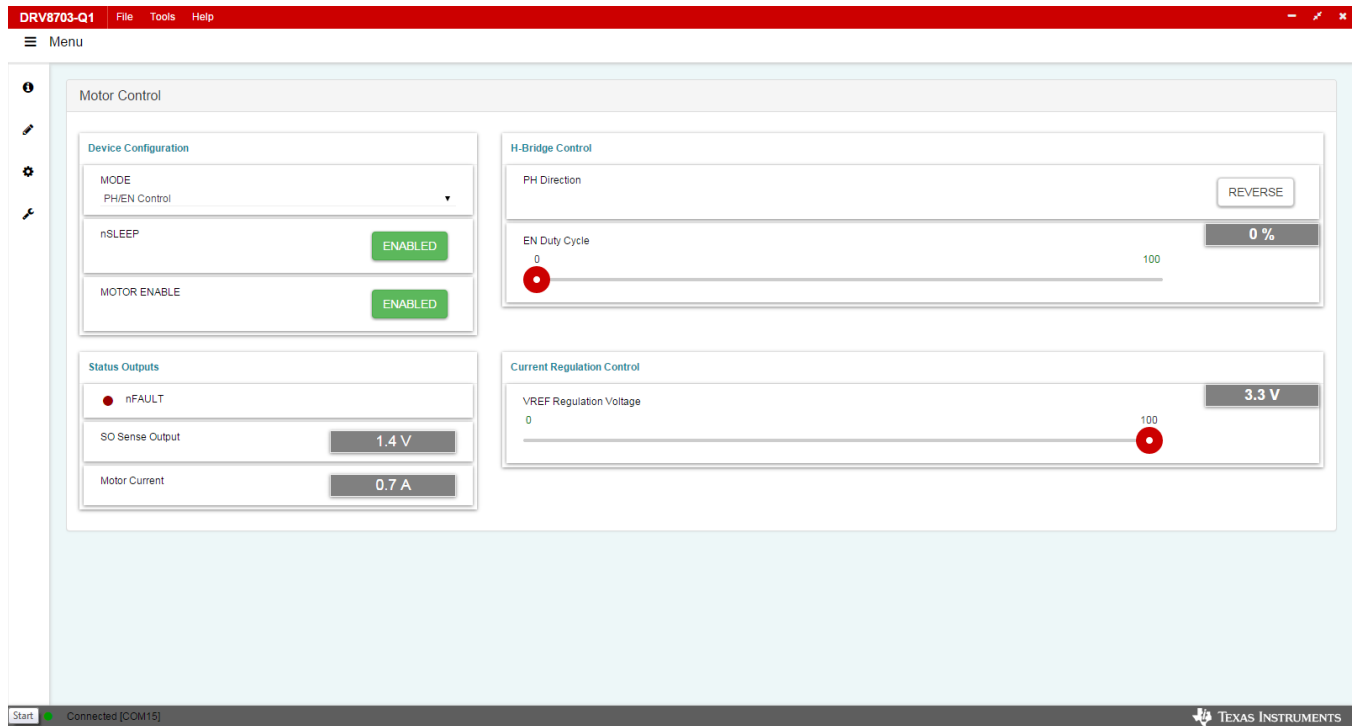 DRV8703-Q1 File Tools Help
Menu
Motor Control
Device Configuration
MODE
PH/EN Control
nSLEEP
ENABLED
MOTOR ENABLE
ENABLED
H-Bridge Control
PH Direction
REVERSE
EN Duty Cycle
0 %
0 100
Status Outputs
nFAULT
SO Sense Output
1.4 V
Motor Current
0.7 A
Current Regulation Control
VREF Regulation Voltage
3.3 V
0 100
Start Connected [COM15] TEXAS INSTRUMENTS